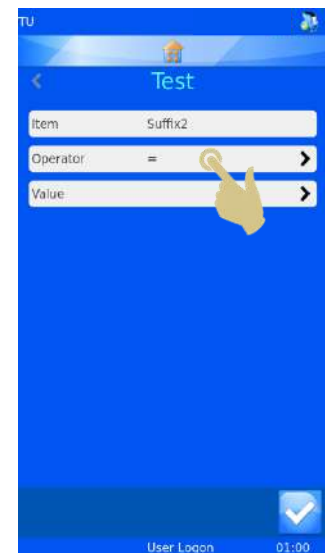 TU
Test
Item Suffix2
Operator =
Value
User Logon 01:00